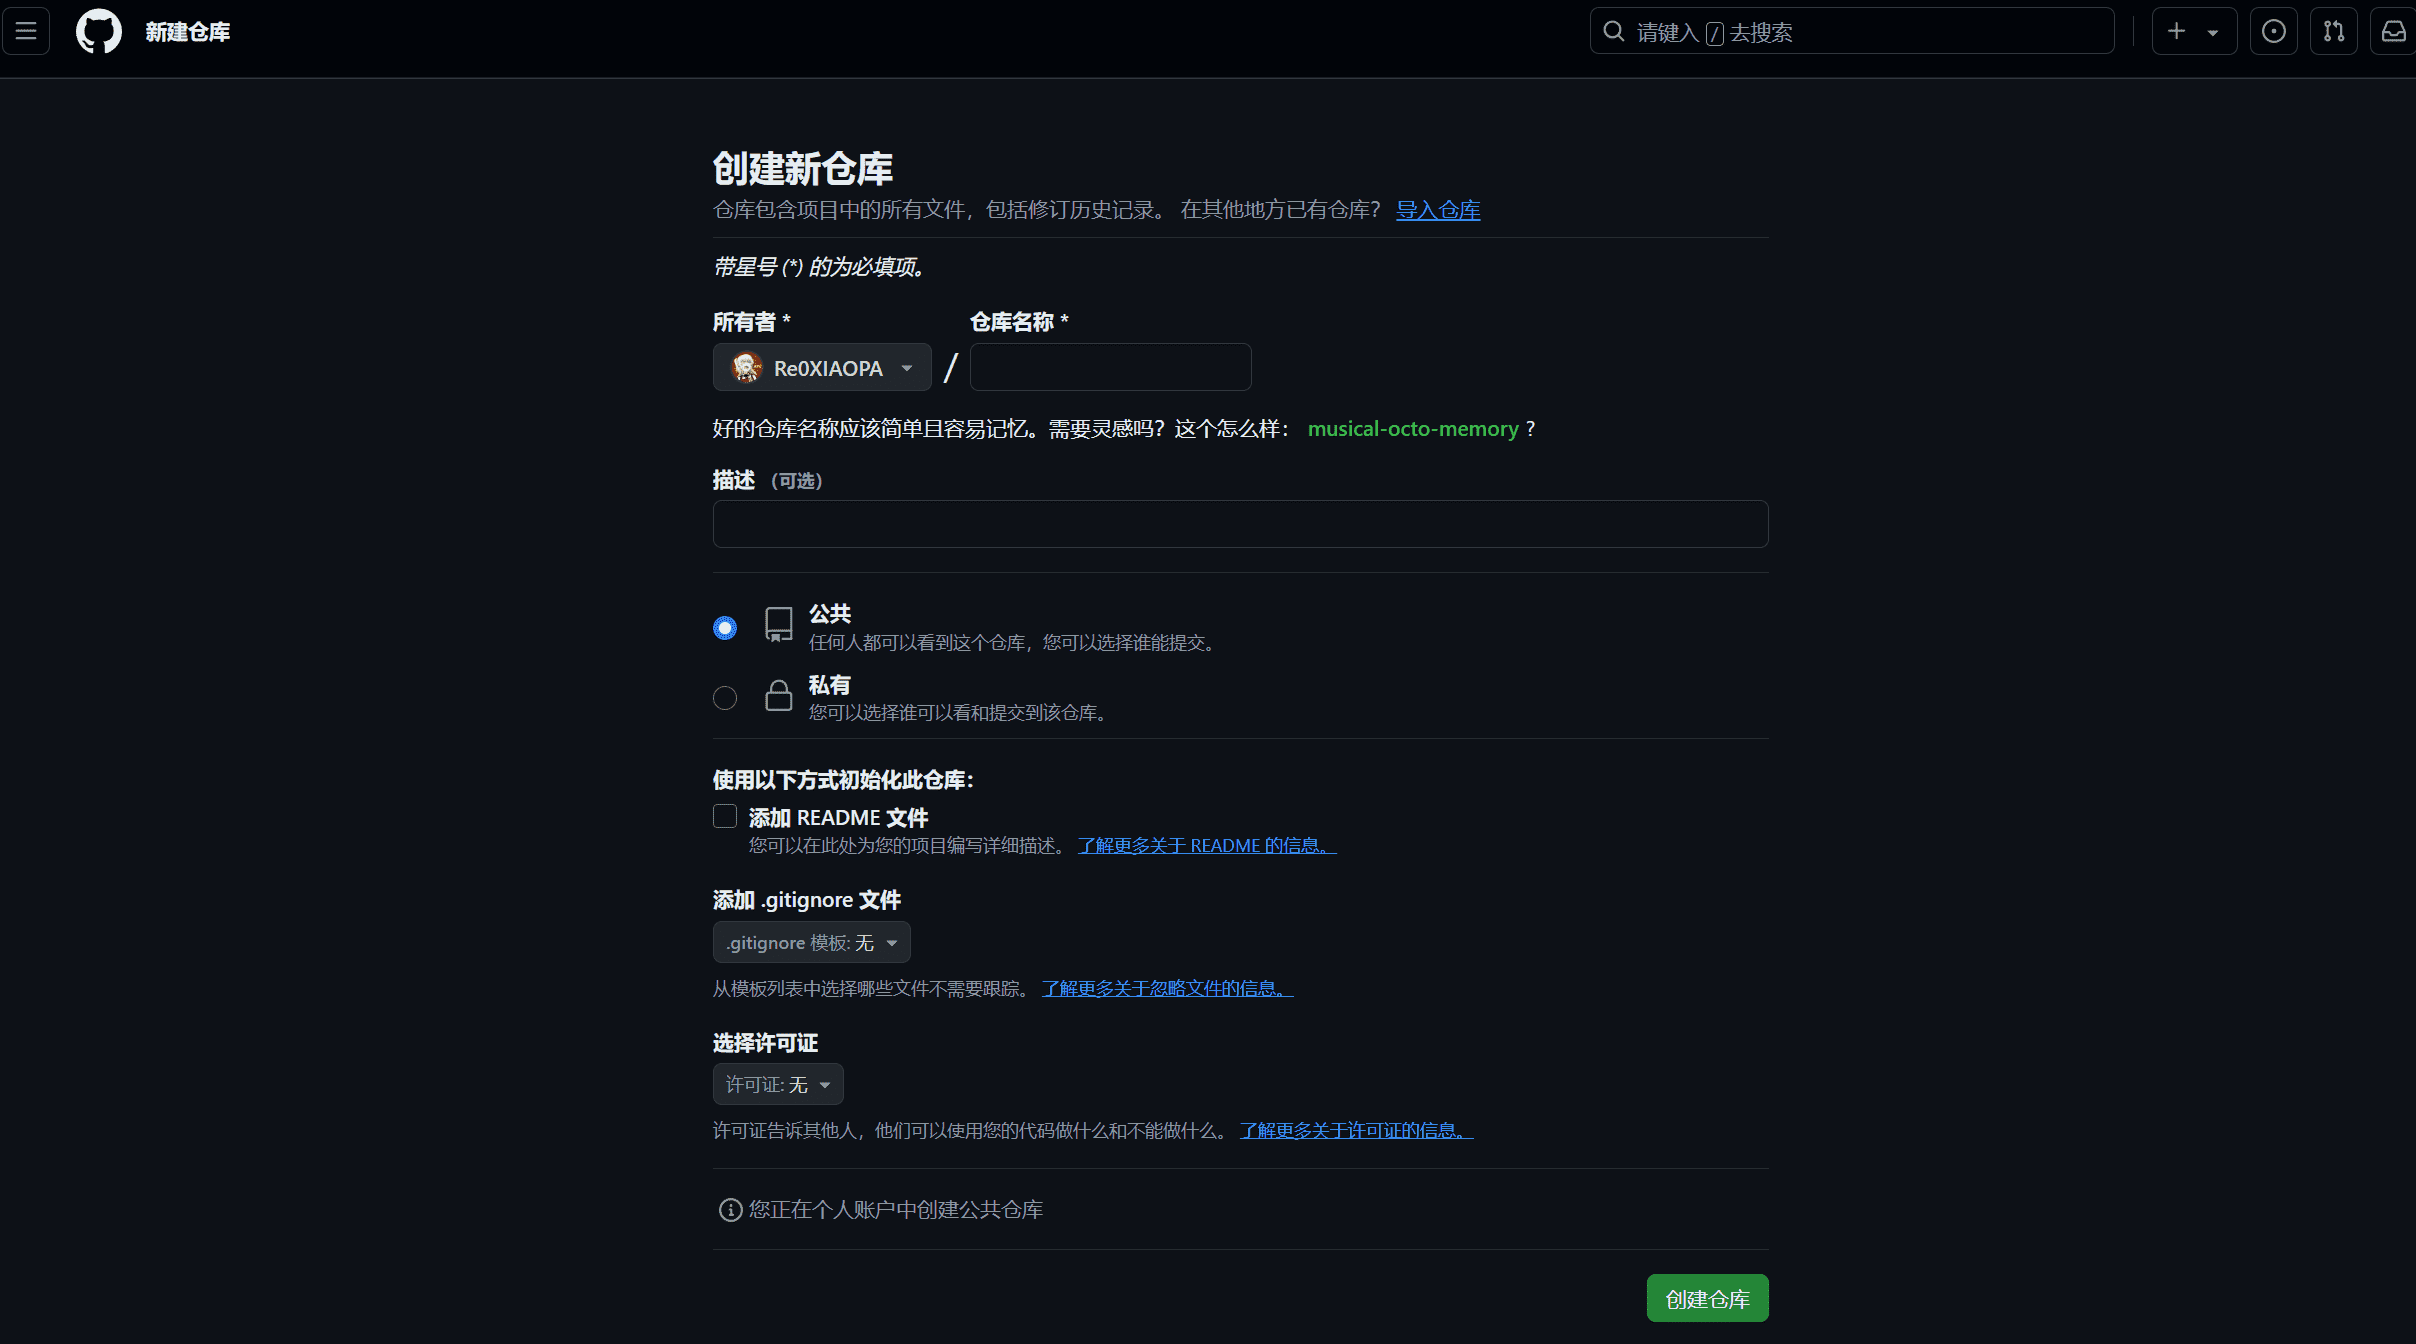 新建仓库
请键入 / 去搜索
创建新仓库
仓库包含项目中的所有文件，包括修订历史记录。 在其他地方已有仓库？ 导入仓库
带星号 (*) 的为必填项。
所有者 * 仓库名称 *
Re0XIAOPA /
好的仓库名称应该简单且容易记忆。需要灵感吗？这个怎么样： musical-octo-memory ?
描述 （可选）
公共
任何人都可以看到这个仓库，您可以选择谁能提交。
私有
您可以选择谁可以看和提交到该仓库。
使用以下方式初始化此仓库：
添加 README 文件
您可以在此处为您的项目编写详细描述。 了解更多关于 README 的信息。
添加 .gitignore 文件
.gitignore 模板: 无
从模板列表中选择哪些文件不需要跟踪。 了解更多关于忽略文件的信息。
选择许可证
许可证: 无
许可证告诉其他人，他们可以使用您的代码做什么和不能做什么。 了解更多关于许可证的信息。
您正在个人账户中创建公共仓库
创建仓库